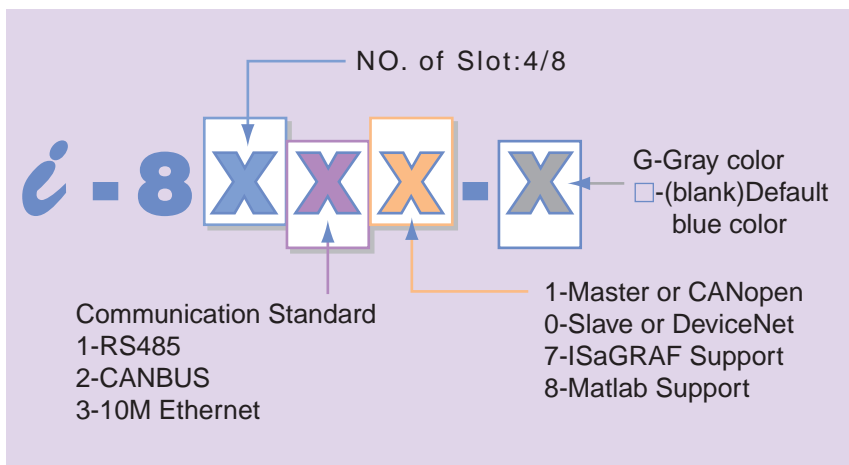 NO. of Slot:4/8
i-8XXX-X
G-Gray color
□-(blank)Default
blue color
Communication Standard
1-RS485
2-CANBUS
3-10M Ethernet
1-Master or CANopen
0-Slave or DeviceNet
7-ISaGRAF Support
8-Matlab Support